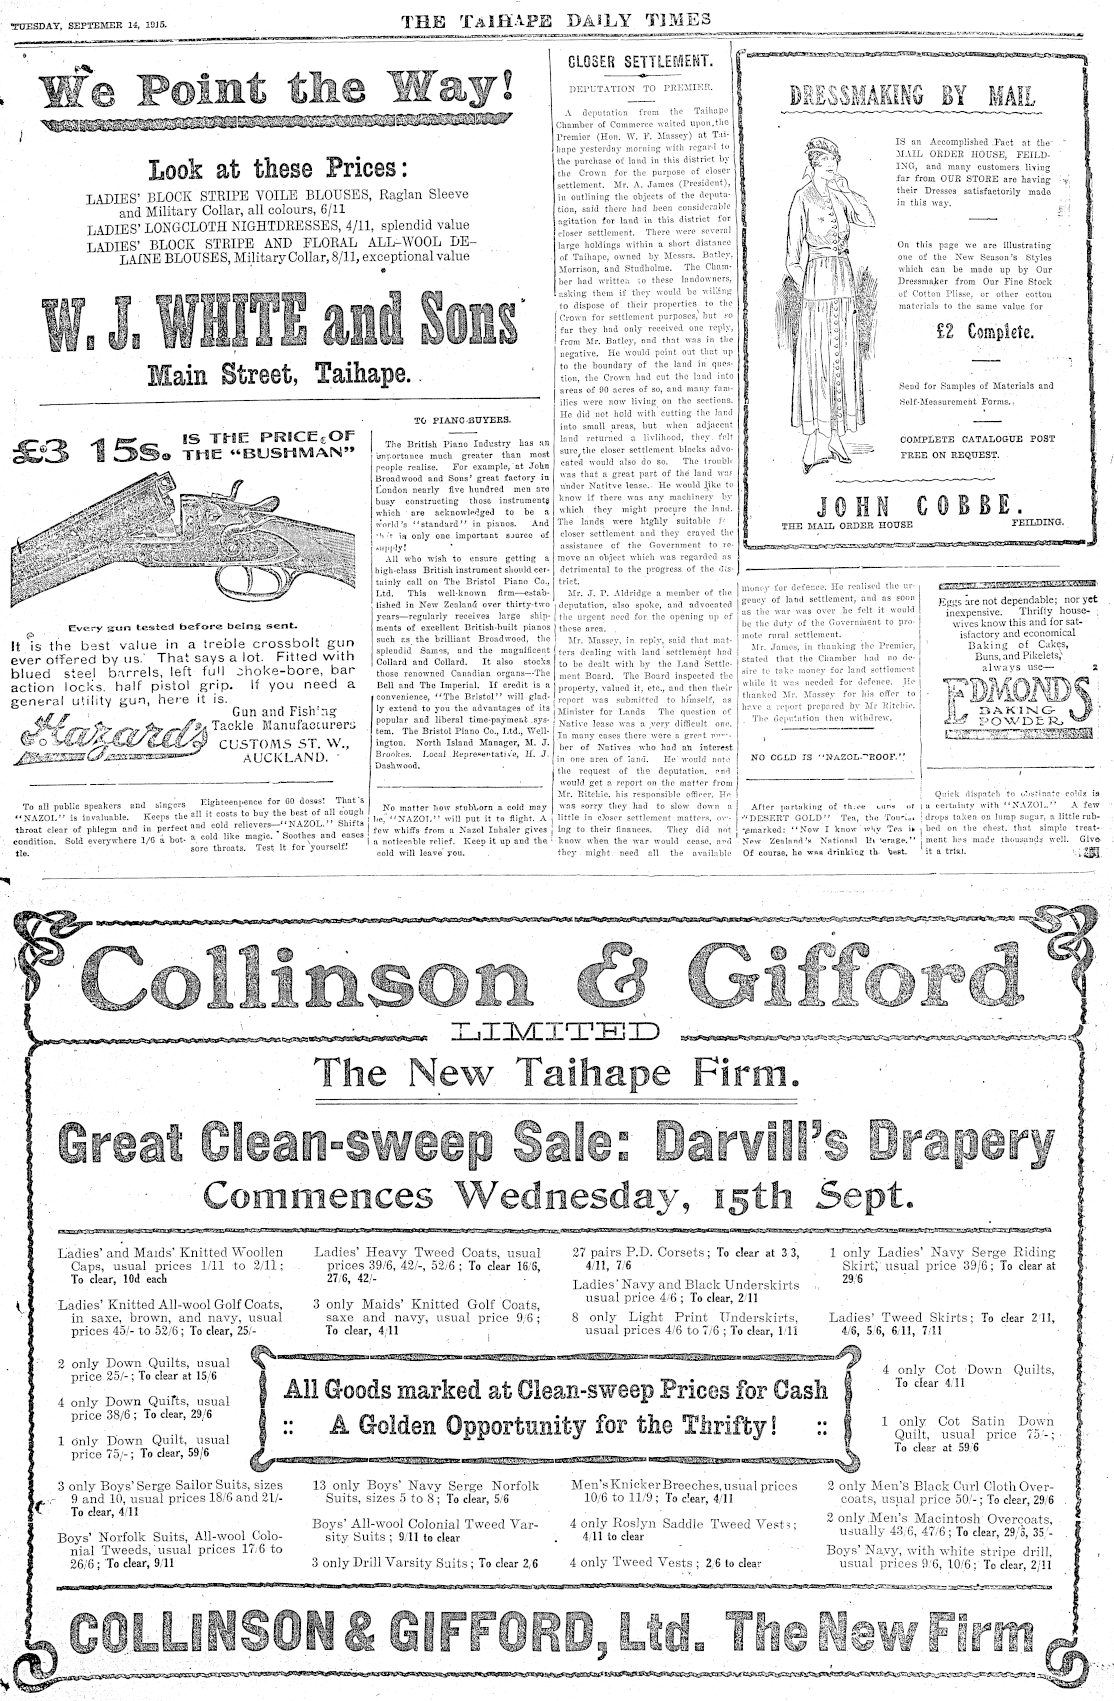 TUESDAY, SEPTEMER 14, 1915.
THE TAIHAPE DAILY TIMES
We Point the Way!
Look at these Prices:
LADIES' BLOCK STRIPE VOILE BLOUSES, Raglan Sleeve
and Military Collar, all colours, 6/11
LADIES' LONGCLOTH NIGHTDRESSES, 4/11, splendid value
LADIES' BLOCK STRIPE AND FLORAL ALL-WOOL DE-
LAINE BLOUSES, Military Collar, 8/11, exceptional value
W. J. WHITE and Sons
Main Street, Taihape.
£3 15s. IS THE PRICE OF
THE "BUSHMAN"
Every gun tested before being sent.
It is the best value in a treble crossbolt gun
ever offered by us. That says a lot. Fitted with
blued steel barrels, left full choke-bore, bar
action locks, half pistol grip. If you need a
general utility gun, here it is.
Hazards
Gun and Fishing
Tackle Manufacturers
CUSTOMS ST. W.,
AUCKLAND.
To all public speakers and singers
"NAZOL" is invaluable. Keeps the
throat clear of phlegm and in perfect
condition. Sold everywhere 1/6 a bot-
tle.
Eighteenpence for 60 doses! That's
all it costs to buy the best of all cough
and cold relievers—"NAZOL." Shifts
a cold like magic. Soothes and eases
sore throats. Test it for yourself!
TO PIANO-BUYERS.
The British Piano Industry has an
importance much greater than most
people realise. For example, at John
Broadwood and Sons' great factory in
London nearly five hundred men are
busy constructing those instruments
which are acknowledged to be a
world's "standard" in pianos. And
this is only one important source of
supply!
All who wish to ensure getting a
high-class British instrument should cer-
tainly call on The Bristol Piano Co.,
Ltd. This well-known firm—estab-
lished in New Zealand over thirty-two
years—regularly receives large ship-
ments of excellent British-built pianos
such as the brilliant Broadwood, the
splendid Sames, and the magnificent
Collard and Collard. It also stocks
those renowned Canadian organs—The
Bell and The Imperial. If credit is a
convenience, "The Bristol" will glad-
ly extend to you the advantages of its
popular and liberal time-payment sys-
tem. The Bristol Piano Co., Ltd., Well-
ington. North Island Manager, M. J.
Brookes. Local Representative, H. J.
Dashwood.
No matter how stubborn a cold may
be, "NAZOL" will put it to flight. A
few whiffs from a Nazol Inhaler gives
a noticeable relief. Keep it up and the
cold will leave you.
CLOSER SETTLEMENT.
DEPUTATION TO PREMIER.
A deputation from the Taihape
Chamber of Commerce waited upon the
Premier (Hon. W. F. Massey) at Tai-
hape yesterday morning with regard to
the purchase of land in this district by
the Crown for the purpose of closer
settlement. Mr. A. James (President),
in outlining the objects of the deputa-
tion, said there had been considerable
agitation for land in this district for
closer settlement. There were several
large holdings within a short distance
of Taihape, owned by Messrs. Batley,
Morrison, and Studholme. The Cham-
ber had written to these landowners,
asking them if they would be willing
to dispose of their properties to the
Crown for settlement purposes, but so
far they had only received one reply,
from Mr. Batley, and that was in the
negative. He would point out that up
to the boundary of the land in ques-
tion, the Crown had cut the land into
areas of 90 acres of so, and many fam-
ilies were now living on the sections.
He did not hold with cutting the land
into small areas, but when adjacent
land returned a livlihood, they felt
sure the closer settlement blocks advo-
cated would also do so. The trouble
was that a great part of the land was
under Natitve lease. He would like to
know if there was any machinery by
which they might procure the land.
The lands were highly suitable
closer settlement and they craved the
assistance of the Government to re-
move an object which was regarded as
detrimental to the progress of the dis-
trict.
Mr. J. P. Aldridge a member of the
deputation, also spoke, and advocated
the urgent need for the opening up of
these area.
Mr. Massey, in reply, said that mat-
ters dealing with land settlement had
to be dealt by the Land Settle-
ment Board. The Board inspected the
property, valued it, etc., and then their
report was submitted to himself, as
Minister for Lands The question of
Native lease was a very difficult one.
In many cases there were a great num-
ber of Natives who had an interest
in one area of land. He would note
the request of the deputation, and
would get a report on the matter from
Mr. Ritchie, his responsible officer. He
was sorry they had to slow down a
little in closer settlement matters, ow-
ing to their finances. They did not
know when the war would cease, and
they might need all the available
DRESSMAKING BY MAIL
IS an Accomplished Fact at the
MAIL ORDER HOUSE, FEILD-
ING, and many customers living
far from OUR STORE are having
their Dresses satisfactorily made
in this way.
On this page we are illustrating
one of the New Season's Styles
which can be made up by Our
Dressmaker from Our Fine Stock
of Cotton Plisse, or other cotton
materials to the same value for
£2 Complete.
Send for Samples of Materials and
Self-Measurement Forms.
COMPLETE CATALOGUE POST
FREE ON REQUEST.
JOHN COBBE.
THE MAIL ORDER HOUSE FEILDING.
money for defence. He realised the ur-
gency of land settlement, and as soon
as the war was over he felt it would
be the duty of the Government to pro-
mote rural settlement.
Mr. James, in thanking the Premier,
stated that the Chamber had no de-
sire to take money for land settlement
while it was needed for defence. He
thanked Mr. Massey for his offer to
have a report prepared by Mr Ritchie.
The deputation then withdrew.
NO COLD IS "NAZOL-PROOF."
After partaking of three cups of
"DESERT GOLD" Tea, the Tourist
remarked: "Now I know why Tea is
New Zealand's National Beverage."
Of course, he was drinking the best.
Eggs are not dependable; nor yet
inexpensive. Thrifty house-
wives know this and for sat-
isfactory and economical
Baking of Cakes,
Buns, and Pikelets,
always use— 2
EDMONDS
BAKING
POWDER
Quick dispatch to obstinate colds is
a certainty with "NAZOL." A few
drops taken on lump sugar, a little rub-
bed on the chest, that simple treat-
ment has made thousands well. Give
it a trial.
Collinson & Gifford
LIMITED
The New Taihape Firm.
Great Clean-sweep Sale: Darvill's Drapery
Commences Wednesday, 15th Sept.
Ladies' and Maids' Knitted Woollen
Caps, usual prices 1/11 to 2/11;
To clear, 10d each
Ladies' Knitted All-wool Golf Coats,
in saxe, brown, and navy, usual
prices 45/- to 52/6; To clear, 25/-
2 only Down Quilts, usual
price 25/-; To clear at 15/6
4 only Down Quilts, usual
price 38/6; To clear, 29/6
1 only Down Quilt, usual
price 75/-; To clear, 59/6
Ladies' Heavy Tweed Coats, usual
prices 39/6, 42/-, 52/6; To clear 16/6,
27/6, 42/-
3 only Maids' Knitted Golf Coats,
saxe and navy, usual price 9/6;
To clear, 4/11
27 pairs P.D. Corsets; To clear at 3 3,
4/11, 7/6
Ladies' Navy and Black Underskirts
usual price 4/6; To clear, 2/11
8 only Light Print Underskirts,
usual prices 4/6 to 7/6; To clear, 1/11
1 only Ladies' Navy Serge Riding
Skirt, usual price 39/6; To clear at
29/6
Ladies' Tweed Skirts; To clear 2/11,
4/6, 5/6, 6/11, 7/11
All Goods marked at Clean-sweep Prices for Cash
:: A Golden Opportunity for the Thrifty! ::
4 only Cot Down Quilts,
To clear 4/11
1 only Cot Satin Down
Quilt, usual price 75/-;
To clear at 59 6
3 only Boys' Serge Sailor Suits, sizes
9 and 10, usual prices 18/6 and 21/-
To clear, 4/11
Boys' Norfolk Suits, All-wool Colo-
nial Tweeds, usual prices 17/6 to
26/6; To clear, 9/11
13 only Boys' Navy Serge Norfolk
Suits, sizes 5 to 8; To clear, 5/6
Boys' All-wool Colonial Tweed Var-
sity Suits; 9/11 to clear
3 only Drill Varsity Suits; To clear 2/6
Men's Knicker Breeches, usual prices
10/6 to 11/9; To clear, 4/11
4 only Roslyn Saddle Tweed Vests;
4/11 to clear
4 only Tweed Vests; 2/6 to clear
2 only Men's Black Curl Cloth Over-
coats, usual price 50/-; To clear, 29/6
2 only Men's Macintosh Overcoats,
usually 43/6, 47/6; To clear, 29/5, 35/-
Boys' Navy, with white stripe drill,
usual prices 9/6, 10/6; To clear, 2/11
COLLINSON & GIFFORD, Ltd. The New Firm